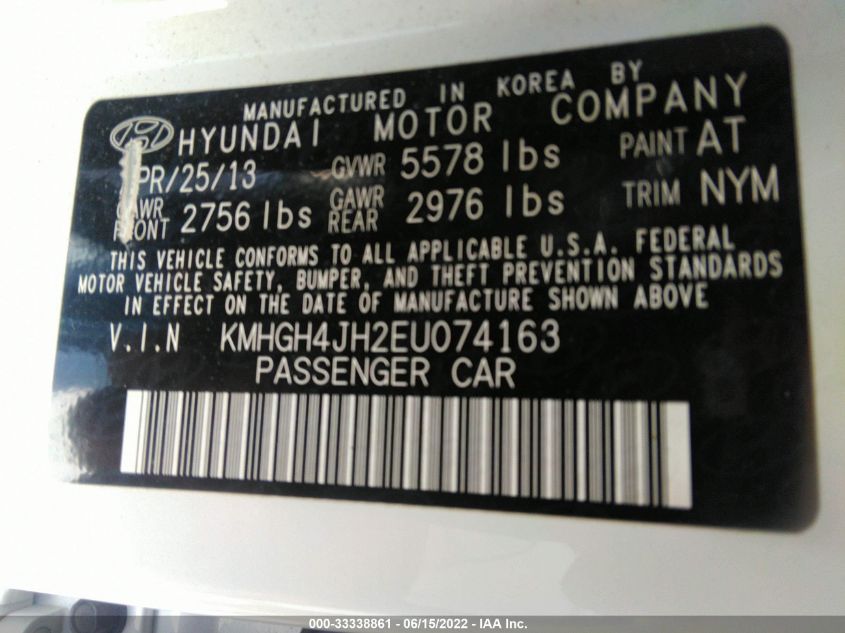 MANUFACTURED IN KOREA BY
HYUNDAI MOTOR COMPANY
PR/25/13 GVWR 5578 lbs PAINT AT
GAWR FRONT 2756 lbs GAWR REAR 2976 lbs TRIM NYM
THIS VEHICLE CONFORMS TO ALL APPLICABLE U.S.A. FEDERAL
MOTOR VEHICLE SAFETY, BUMPER, AND THEFT PREVENTION STANDARDS
IN EFFECT ON THE DATE OF MANUFACTURE SHOWN ABOVE
V.I.N KMHGH4JH2EU074163
PASSENGER CAR
000-33338861 - 06/15/2022 - IAA Inc.